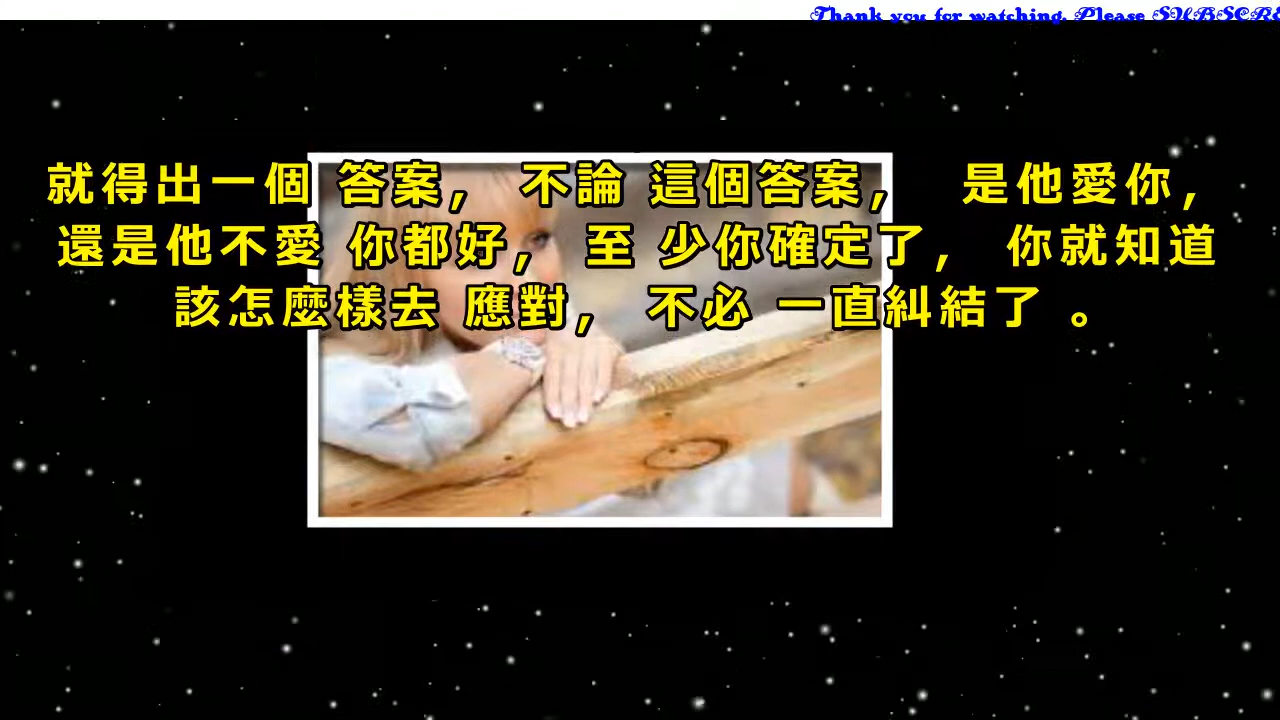 Thank you for watching. Please SUBSCRI
就得出一個 答案， 不論 這個答案， 是他愛你，
還是他不愛 你都好， 至 少你確定了， 你就知道
該怎麼樣去 應對， 不必 一直糾結了 。